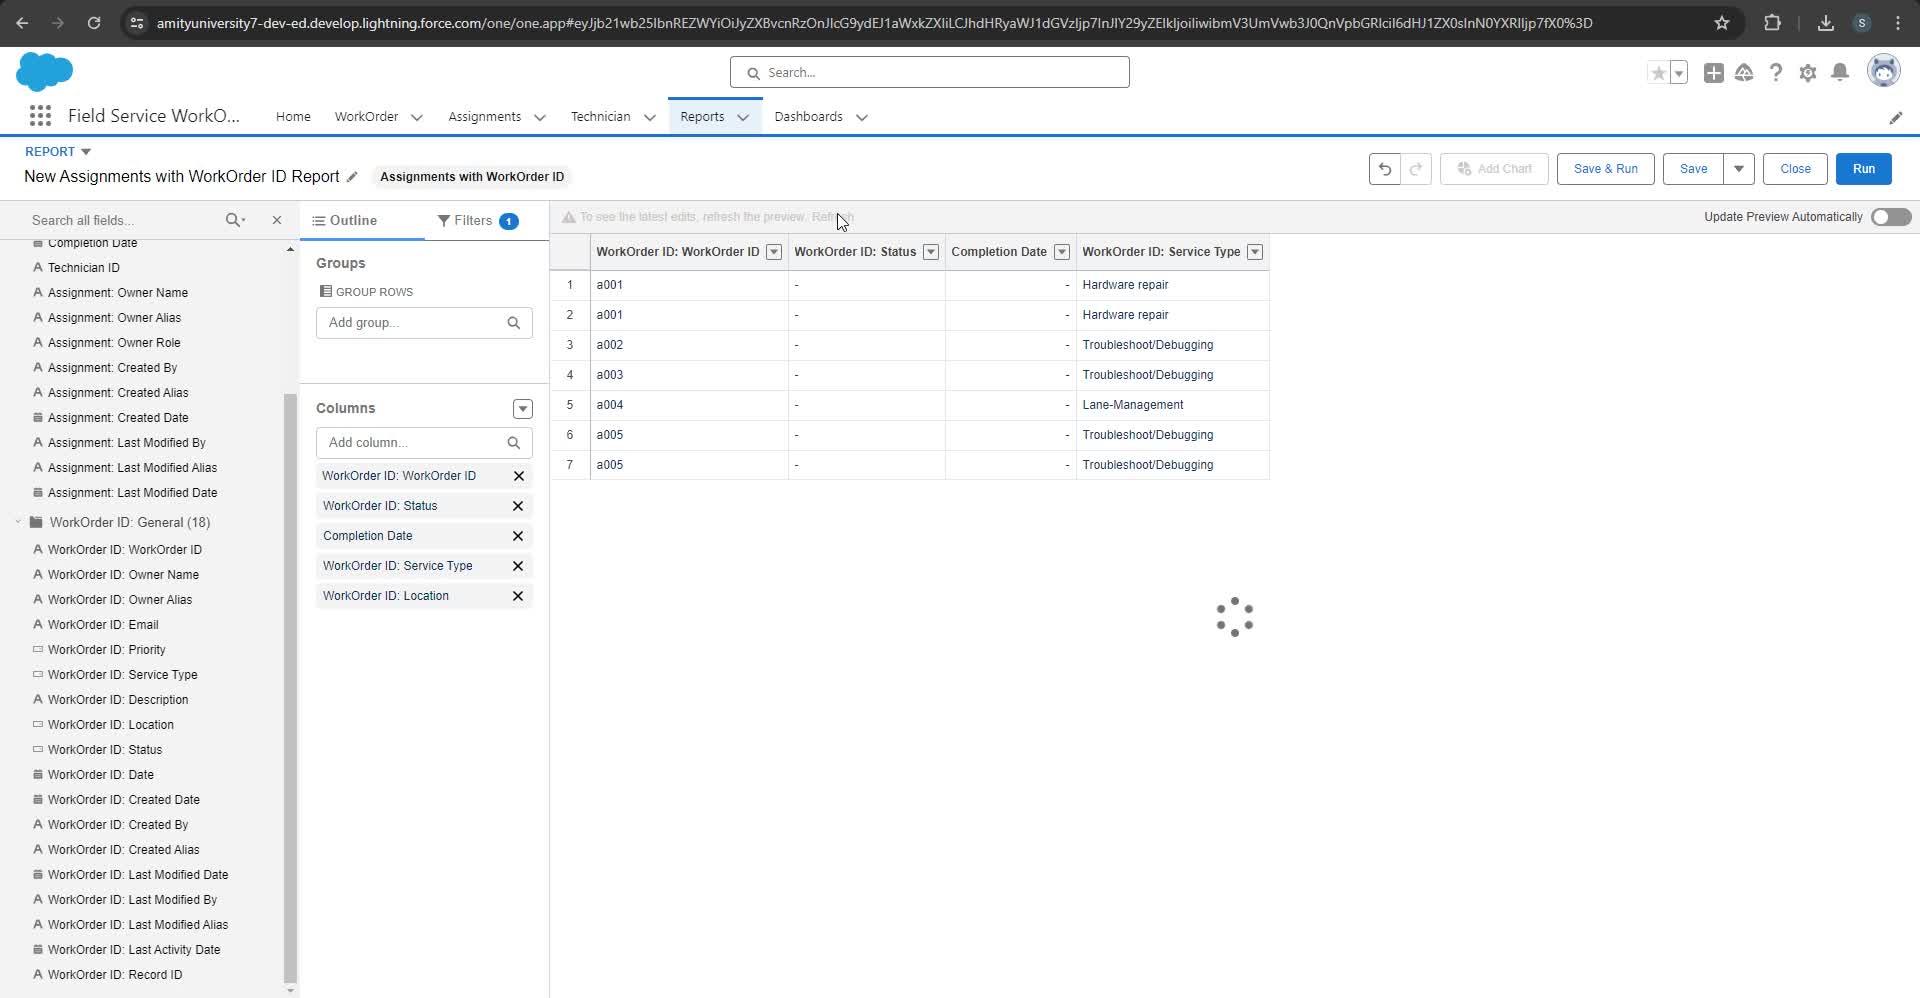 amityuniversity7-dev-ed.develop.lightning.force.com/one/one.app#eyJjb21wb25lbnREZWYiOiJyZXBvcnRzOnJlcG9ydEJ1aWxkZXIiLCJhdHRyaWJ1dGVzIjp7InJlY29yZElkIjoiIiwibmV3UmVwb3J0QnVpbGRlciI6dHJ1ZX0sInN0YXRlIjp7fX0%3D
S
Search...
Field Service WorkO...
Home
WorkOrder
Assignments
Technician
Reports
Dashboards
REPORT
New Assignments with WorkOrder ID Report
Assignments with WorkOrder ID
Add Chart
Save & Run
Save
Close
Run
Search all fields...
Outline
Filters 1
To see the latest edits, refresh the preview. Refresh
Update Preview Automatically
Completion Date
Technician ID
Assignment: Owner Name
Assignment: Owner Alias
Assignment: Owner Role
Assignment: Created By
Assignment: Created Alias
Assignment: Created Date
Assignment: Last Modified By
Assignment: Last Modified Alias
Assignment: Last Modified Date
WorkOrder ID: General (18)
WorkOrder ID: WorkOrder ID
WorkOrder ID: Owner Name
WorkOrder ID: Owner Alias
WorkOrder ID: Email
WorkOrder ID: Priority
WorkOrder ID: Service Type
WorkOrder ID: Description
WorkOrder ID: Location
WorkOrder ID: Status
WorkOrder ID: Date
WorkOrder ID: Created Date
WorkOrder ID: Created By
WorkOrder ID: Created Alias
WorkOrder ID: Last Modified Date
WorkOrder ID: Last Modified By
WorkOrder ID: Last Modified Alias
WorkOrder ID: Last Activity Date
WorkOrder ID: Record ID
Groups
GROUP ROWS
Add group...
Columns
Add column...
WorkOrder ID: WorkOrder ID
WorkOrder ID: Status
Completion Date
WorkOrder ID: Service Type
WorkOrder ID: Location
WorkOrder ID: WorkOrder ID WorkOrder ID: Status Completion Date WorkOrder ID: Service Type
1 a001 - - Hardware repair
2 a001 - - Hardware repair
3 a002 - - Troubleshoot/Debugging
4 a003 - - Troubleshoot/Debugging
5 a004 - - Lane-Management
6 a005 - - Troubleshoot/Debugging
7 a005 - - Troubleshoot/Debugging